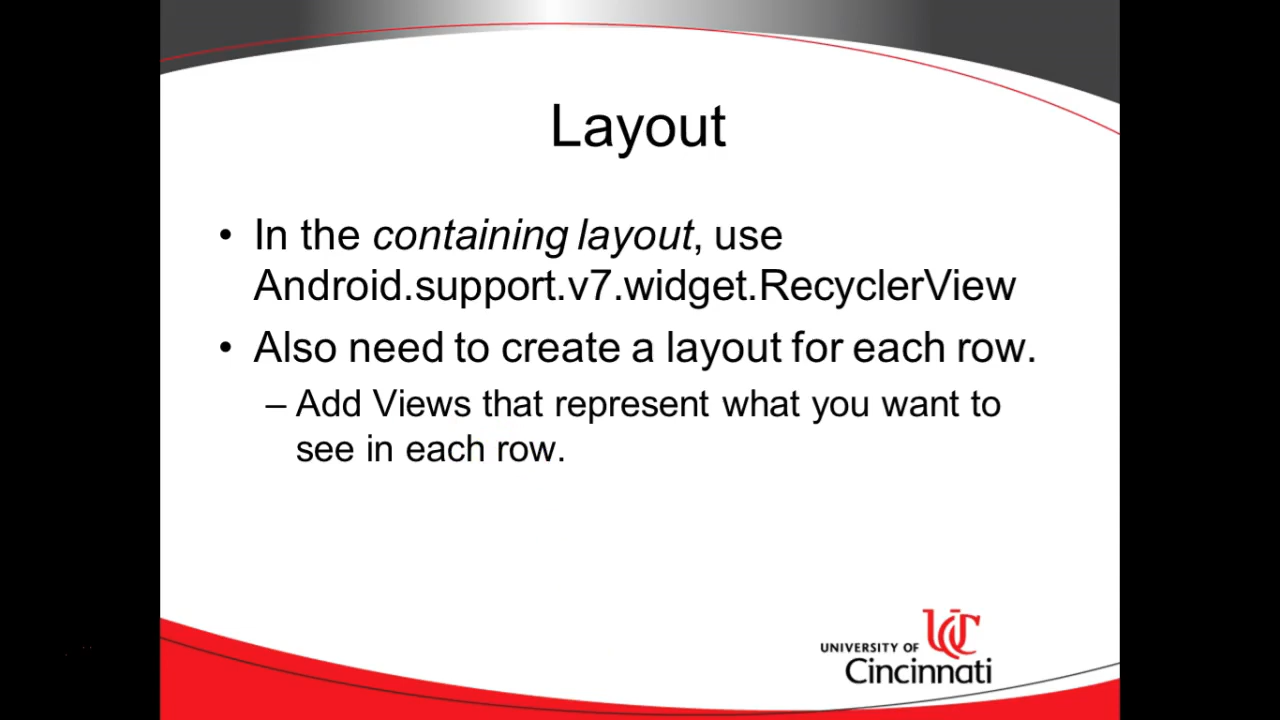 Layout
• In the containing layout, use
Android.support.v7.widget.RecyclerView
• Also need to create a layout for each row.
– Add Views that represent what you want to
see in each row.
UC
UNIVERSITY OF
Cincinnati